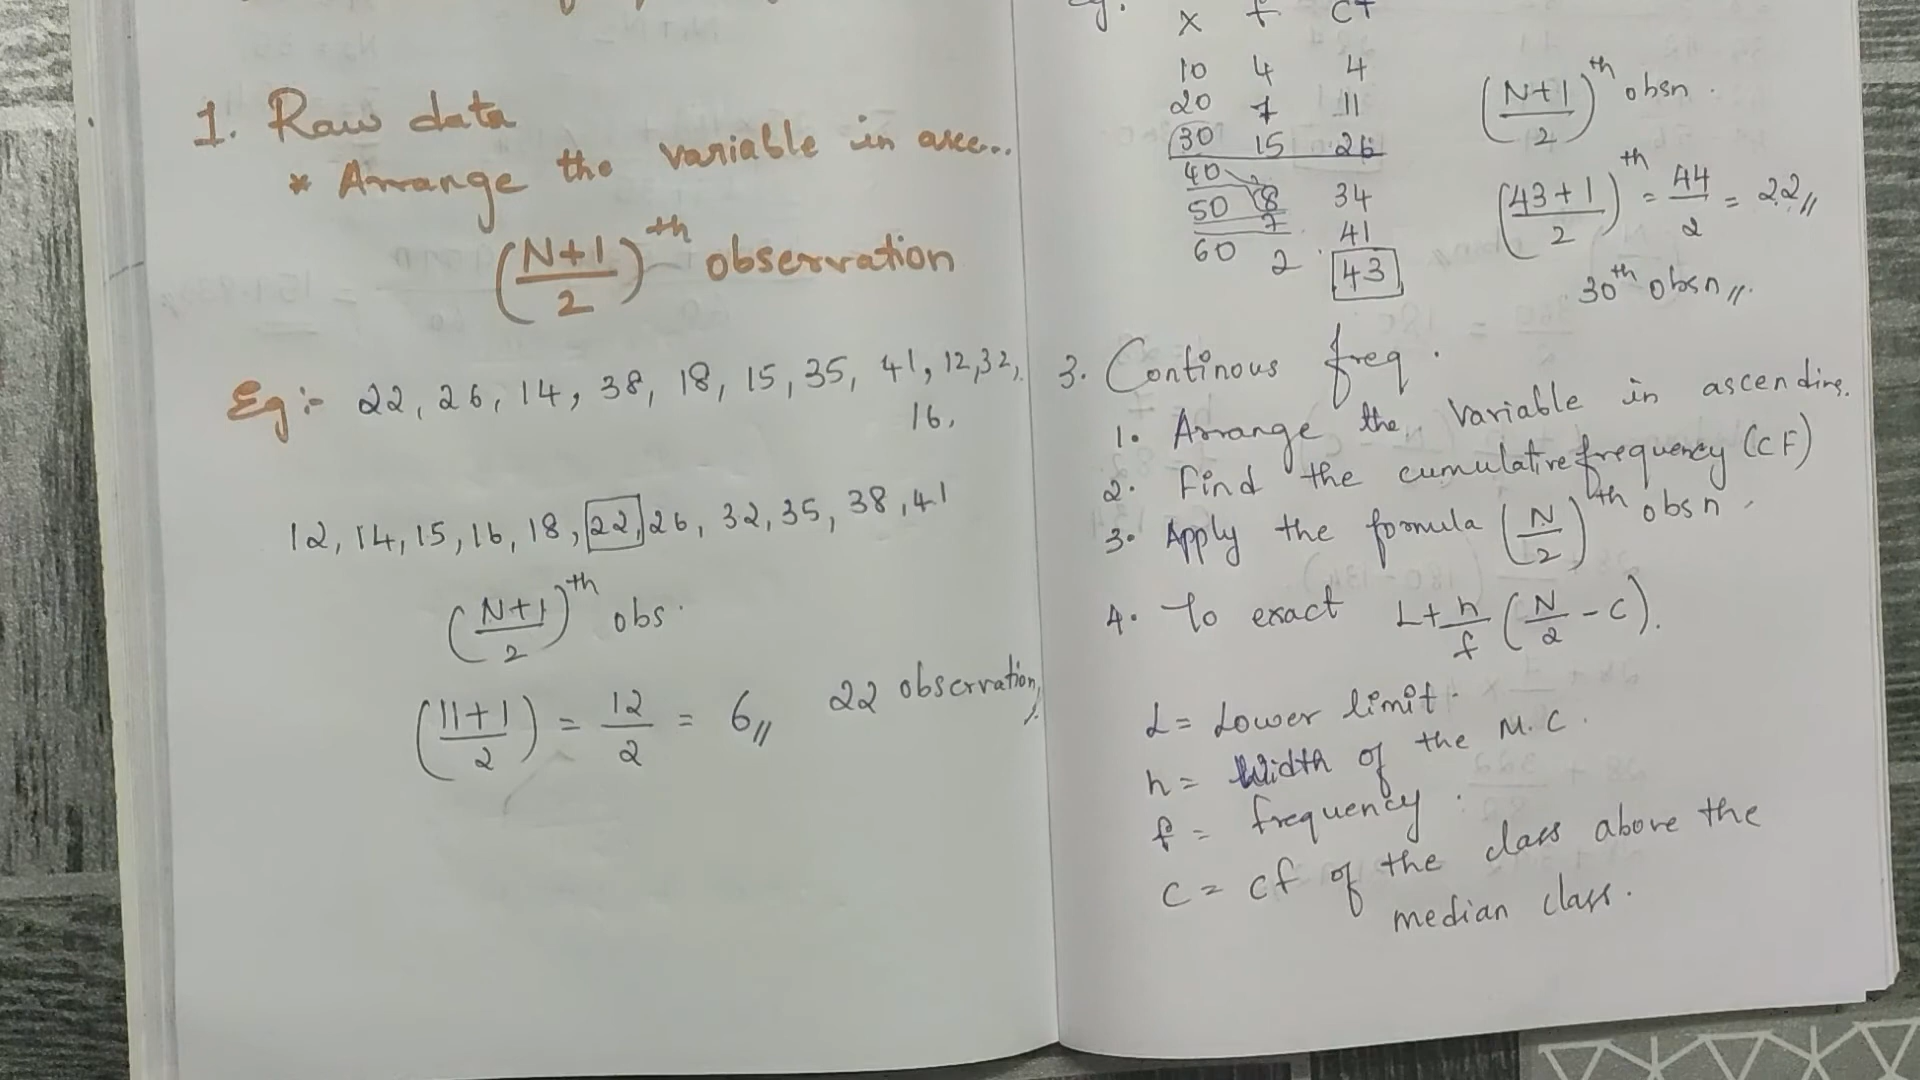 1. Raw data
* Arrange the variable in asce...
(N+1/2)th observation
Eg:- 22, 26, 14, 38, 18, 15, 35, 41, 12, 32,
16,
12, 14, 15, 16, 18, 22, 26, 32, 35, 38, 41
(N+1/2)th obs.
(11+1/2) = 12/2 = 6,, 22 observation,,
Eg. x f cf
10 4 4
20 7 11
30 15 26
40 8 34
50 7 41
60 2 43
(N+1/2)th obsn.
(43+1/2)th = 44/2 = 22,,
30th obsn,,.
3. Continous freq.
1. Arrange the variable in ascending.
2. Find the cumulative frequency (CF)
3. Apply the formula (N/2)th obsn.
4. To exact L+h/f (N/2 - c).
L= Lower limit.
h= Width of the M.C.
f= frequency.
C= cf of the class above the
median class.